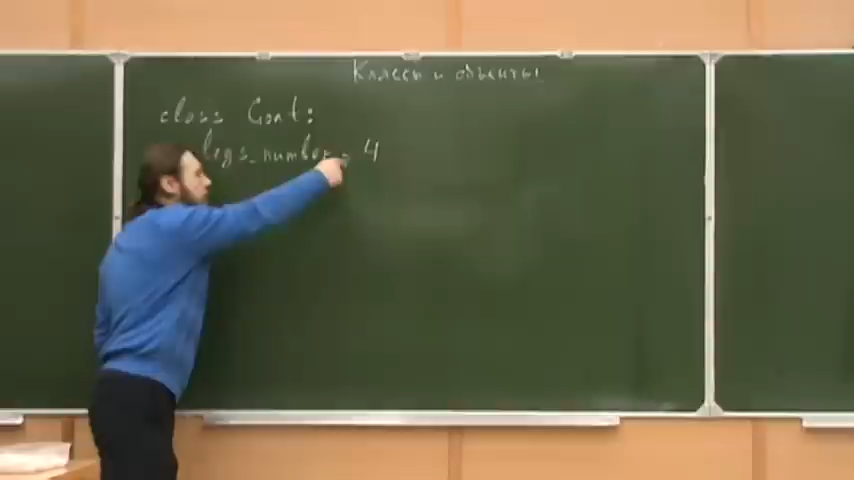 Классы и объекты
class Goat:
legs_number = 4